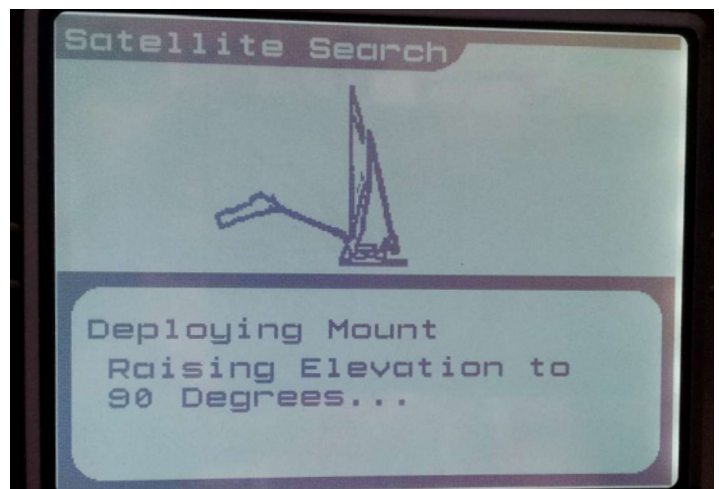 Satellite Search
Deploying Mount
Raising Elevation to
90 Degrees...